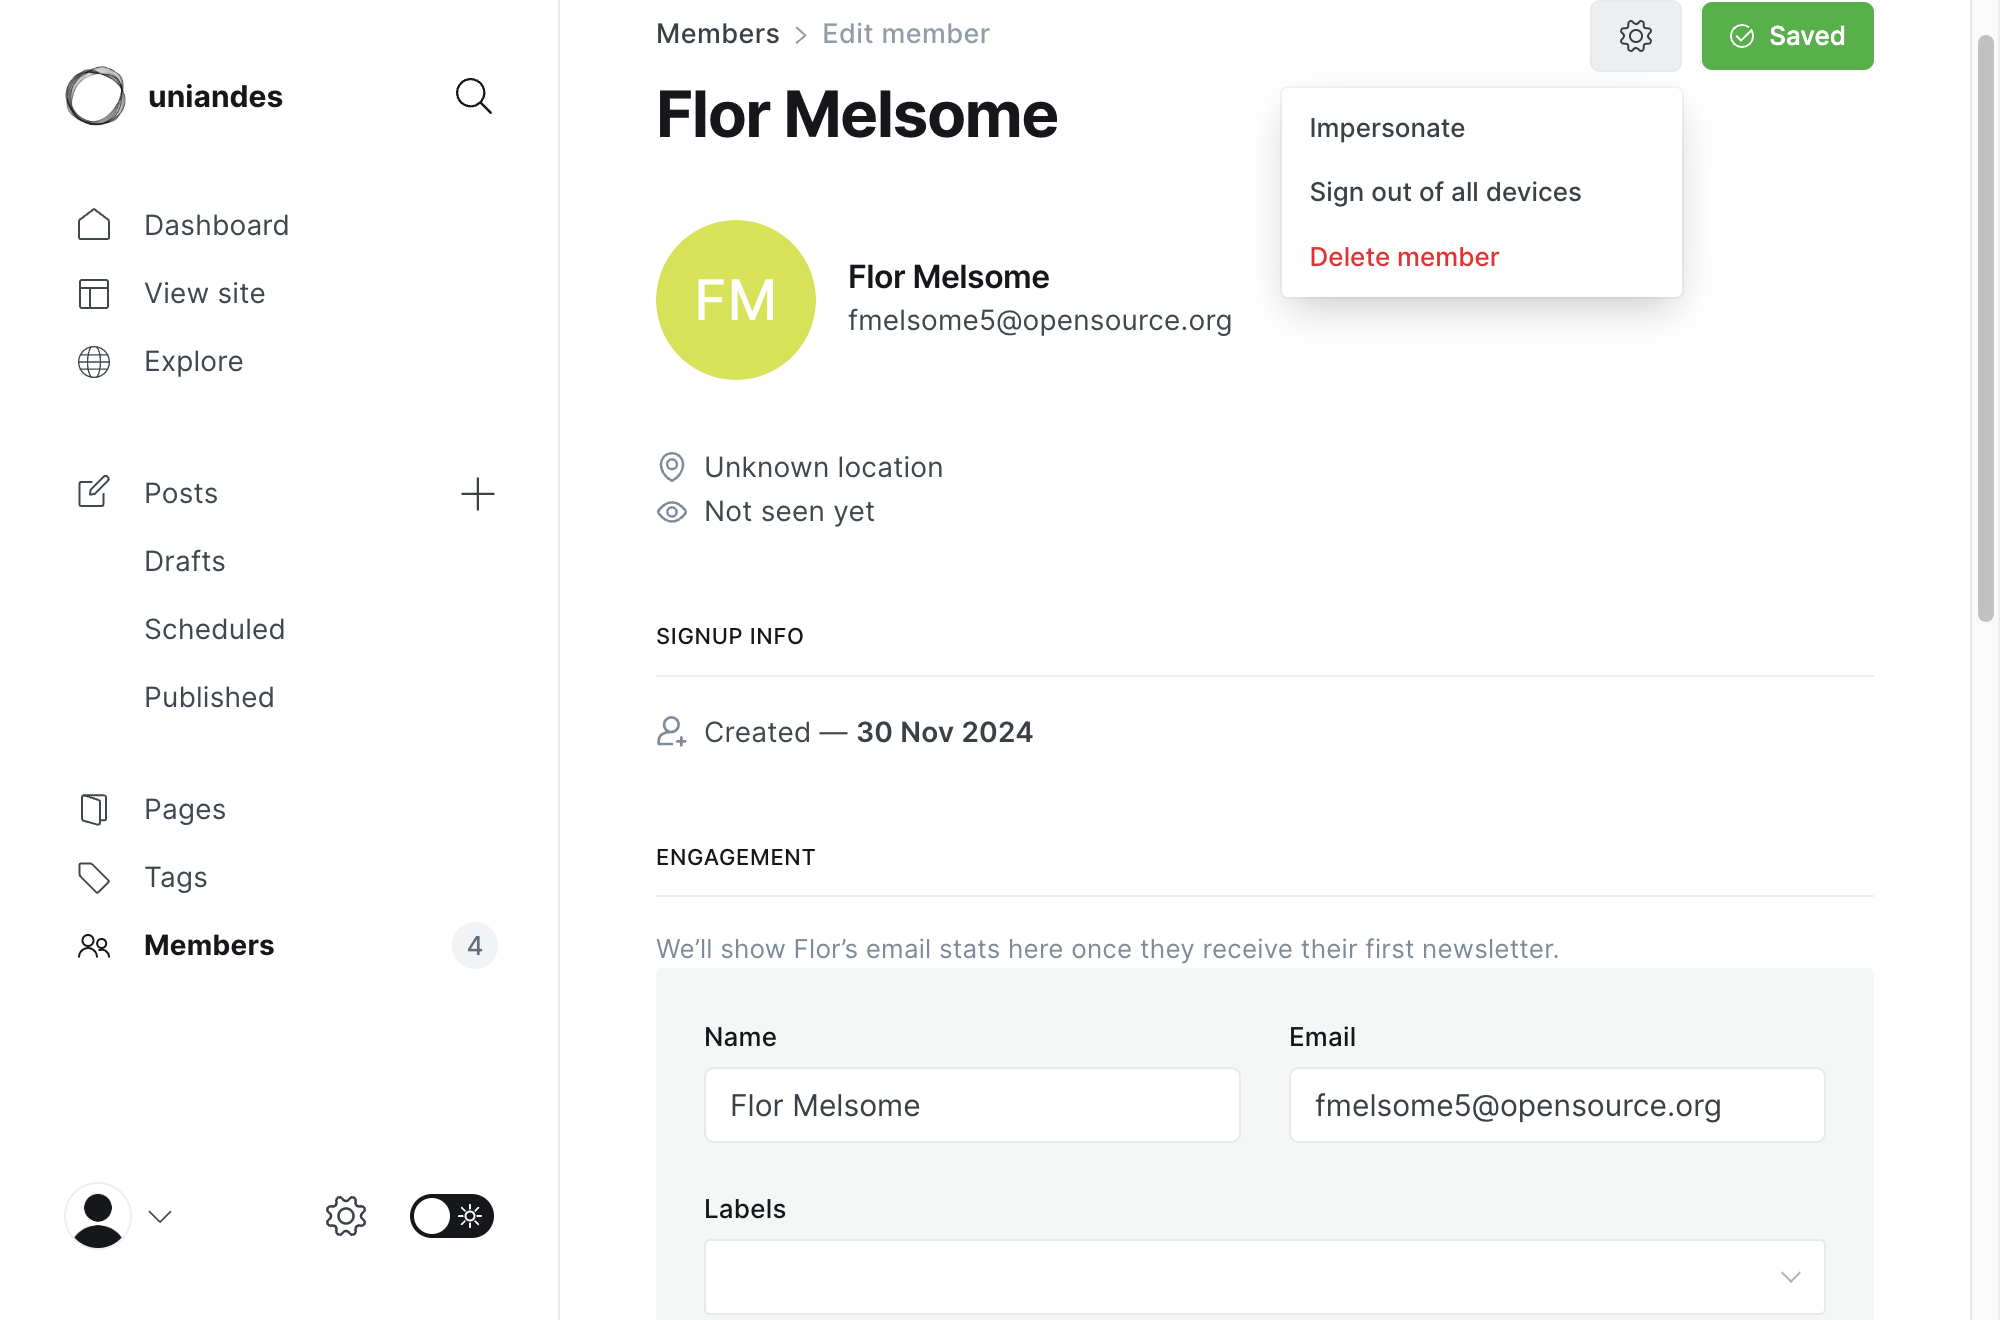 uniandes
Dashboard
View site
Explore
Posts
Drafts
Scheduled
Published
Pages
Tags
Members 4
Members > Edit member
Saved
Flor Melsome
Impersonate
Sign out of all devices
Delete member
FM
Flor Melsome
fmelsome5@opensource.org
Unknown location
Not seen yet
SIGNUP INFO
Created — 30 Nov 2024
ENGAGEMENT
We’ll show Flor’s email stats here once they receive their first newsletter.
Name
Flor Melsome
Email
fmelsome5@opensource.org
Labels